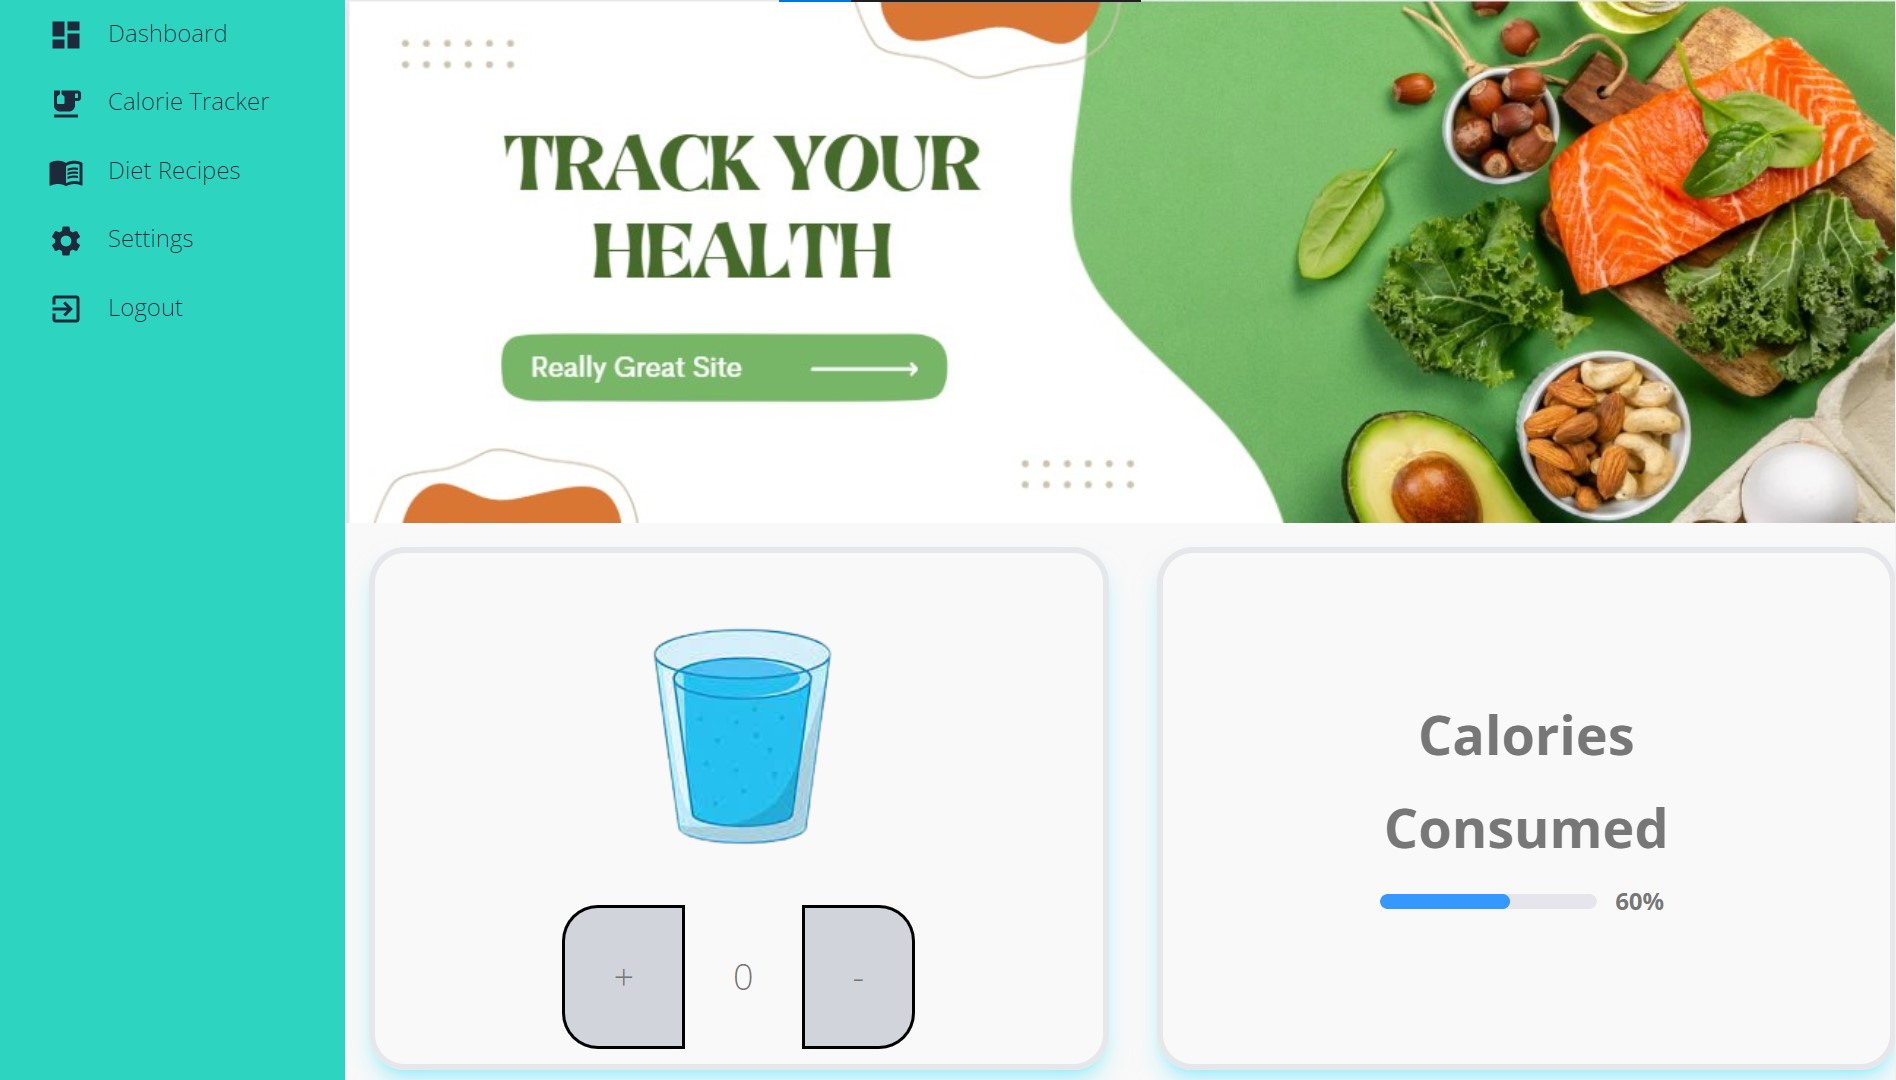 Dashboard
Calorie Tracker
Diet Recipes
Settings
Logout
TRACK YOUR
HEALTH
Really Great Site
+ 0 -
Calories
Consumed
60%